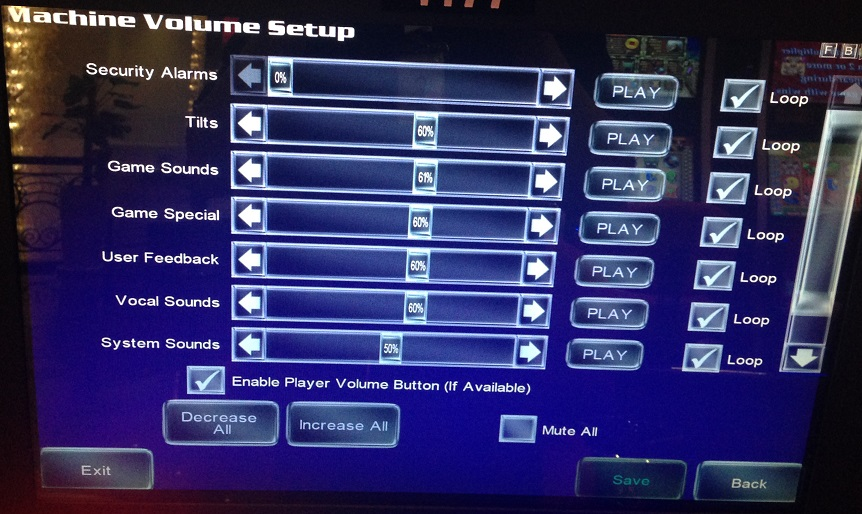 Machine Volume Setup
F B
Security Alarms 0% PLAY Loop
Tilts 60% PLAY Loop
Game Sounds 61% PLAY Loop
Game Special 60% PLAY Loop
User Feedback 60% PLAY Loop
Vocal Sounds 60% PLAY Loop
System Sounds 50% PLAY Loop
Enable Player Volume Button (If Available)
Decrease All
Increase All
Mute All
Exit
Save
Back